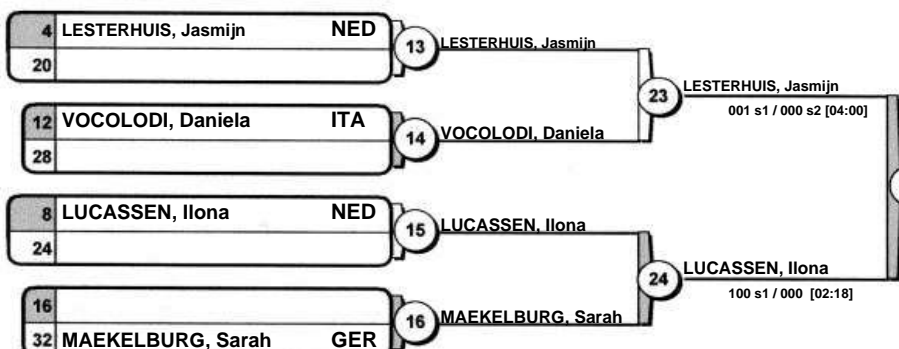 4 LESTERHUIS, Jasmijn NED
20
13 LESTERHUIS, Jasmijn
12 VOCOLODI, Daniela ITA
28
14 VOCOLODI, Daniela
23 LESTERHUIS, Jasmijn
001 s1 / 000 s2 [04:00]
8 LUCASSEN, Ilona NED
24
15 LUCASSEN, Ilona
16
32 MAEKELBURG, Sarah GER
16 MAEKELBURG, Sarah
24 LUCASSEN, Ilona
100 s1 / 000 [02:18]